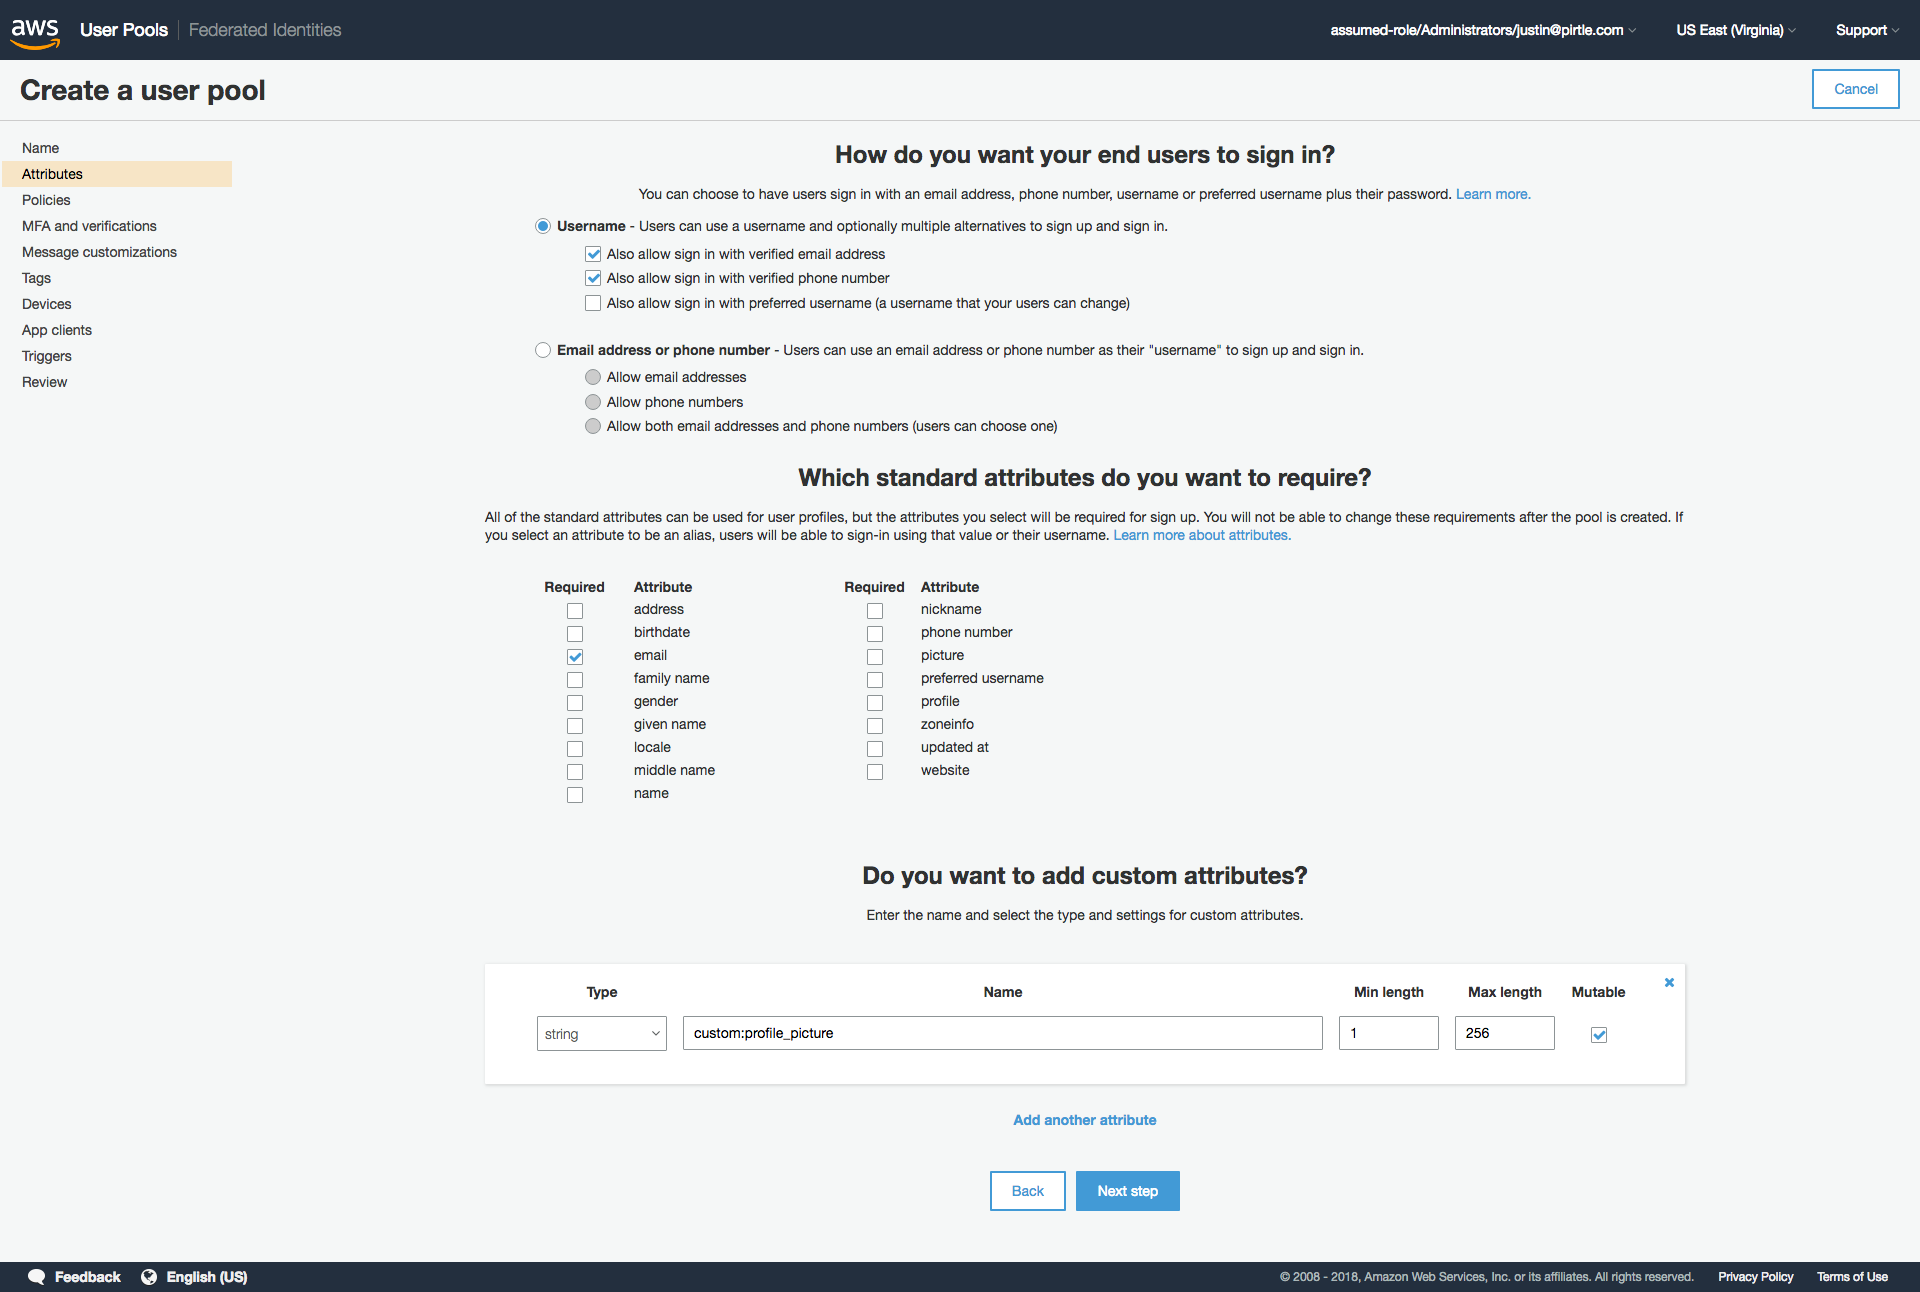 aws User Pools Federated Identities assumed-role/Administrators/justin@pirtle.com US East (Virginia) Support
Create a user pool Cancel
Name
Attributes
Policies
MFA and verifications
Message customizations
Tags
Devices
App clients
Triggers
Review
How do you want your end users to sign in?
You can choose to have users sign in with an email address, phone number, username or preferred username plus their password. Learn more.
Username - Users can use a username and optionally multiple alternatives to sign up and sign in.
Also allow sign in with verified email address
Also allow sign in with verified phone number
Also allow sign in with preferred username (a username that your users can change)
Email address or phone number - Users can use an email address or phone number as their "username" to sign up and sign in.
Allow email addresses
Allow phone numbers
Allow both email addresses and phone numbers (users can choose one)
Which standard attributes do you want to require?
All of the standard attributes can be used for user profiles, but the attributes you select will be required for sign up. You will not be able to change these requirements after the pool is created. If
you select an attribute to be an alias, users will be able to sign-in using that value or their username. Learn more about attributes.
Required Attribute Required Attribute
address nickname
birthdate phone number
email picture
family name preferred username
gender profile
given name zoneinfo
locale updated at
middle name website
name
Do you want to add custom attributes?
Enter the name and select the type and settings for custom attributes.
Type Name Min length Max length Mutable
string custom:profile_picture 1 256
Add another attribute
Back Next step
Feedback English (US) © 2008 - 2018, Amazon Web Services, Inc. or its affiliates. All rights reserved. Privacy Policy Terms of Use